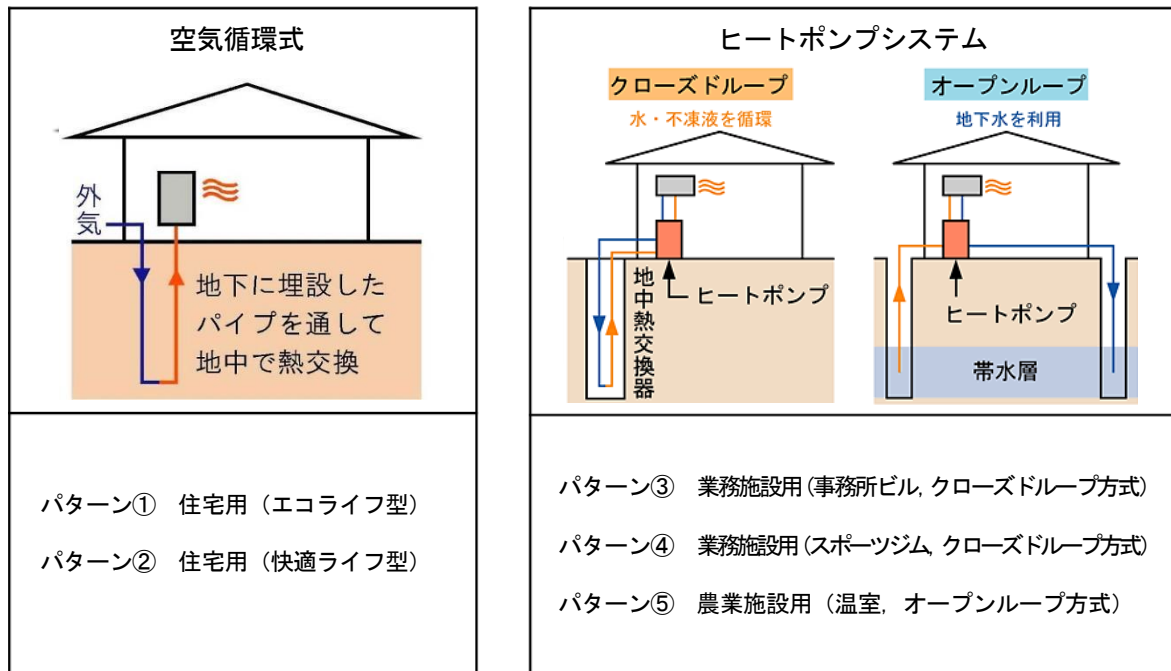 空気循環式
外
気
地下に埋設した
パイプを通して
地中で熱交換
パターン① 住宅用（エコライフ型）
パターン② 住宅用（快適ライフ型）
ヒートポンプシステム
クローズドループ
水・不凍液を循環
地中熱交換器
ヒートポンプ
オープンループ
地下水を利用
ヒートポンプ
帯水層
パターン③ 業務施設用(事務所ビル, クローズドループ方式)
パターン④ 業務施設用(スポーツジム, クローズドループ方式)
パターン⑤ 農業施設用（温室, オープンループ方式）